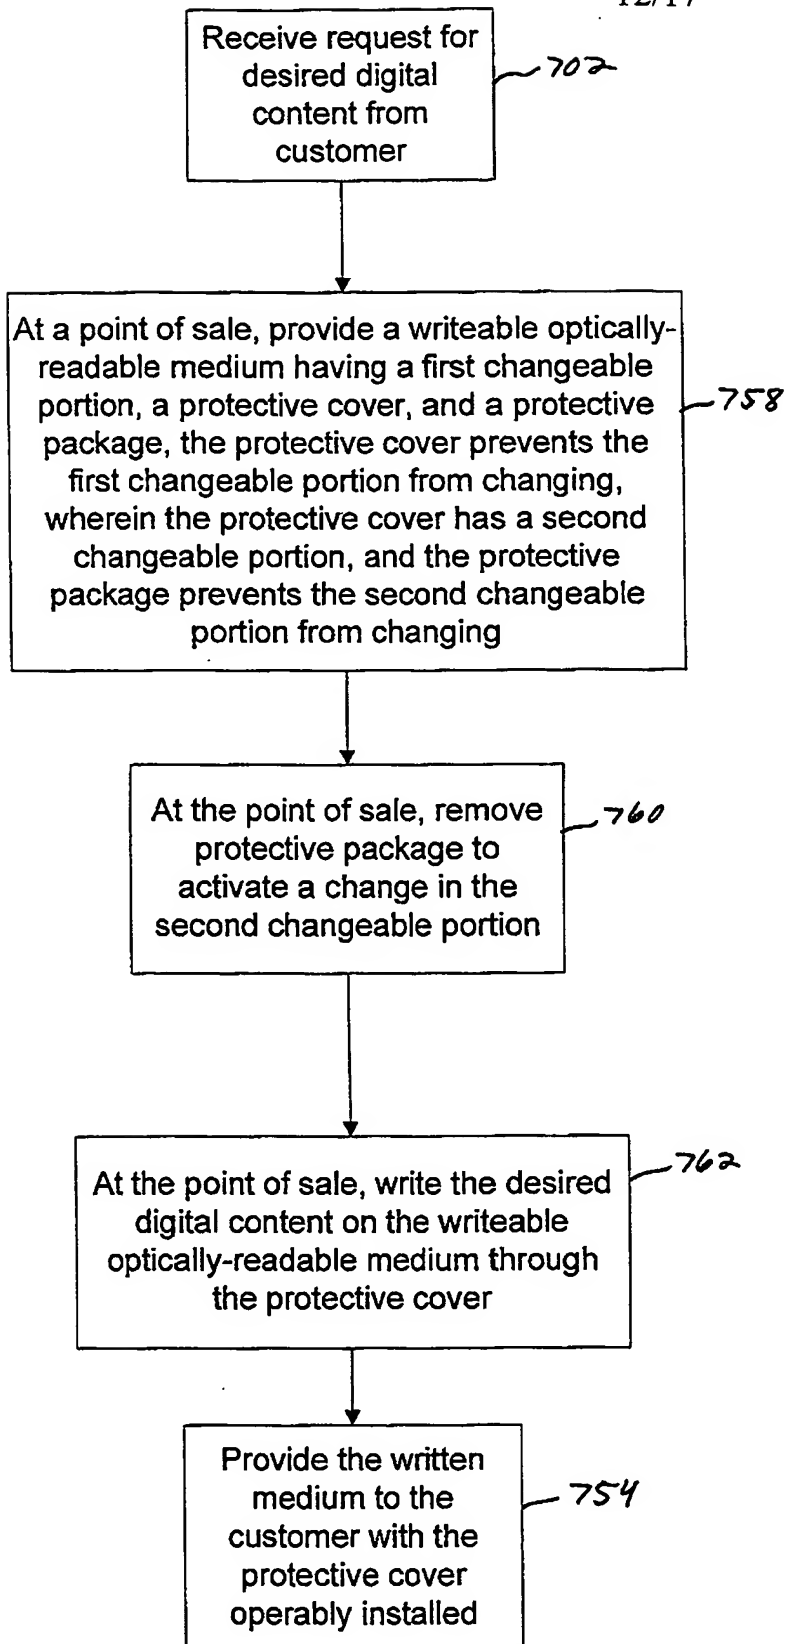 12/17
Receive request for
desired digital
content from
customer
702
At a point of sale, provide a writeable optically-
readable medium having a first changeable
portion, a protective cover, and a protective
package, the protective cover prevents the
first changeable portion from changing,
wherein the protective cover has a second
changeable portion, and the protective
package prevents the second changeable
portion from changing
758
At the point of sale, remove
protective package to
activate a change in the
second changeable portion
760
At the point of sale, write the desired
digital content on the writeable
optically-readable medium through
the protective cover
762
Provide the written
medium to the
customer with the
protective cover
operably installed
754